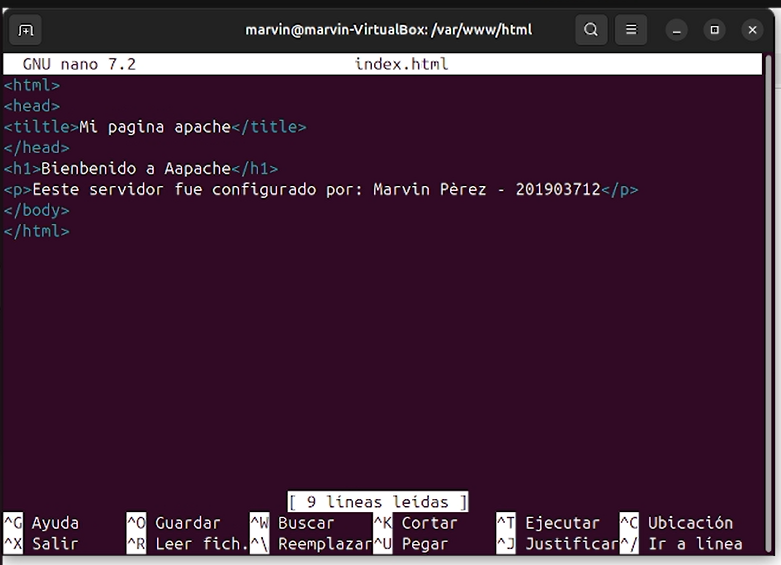 marvin@marvin-VirtualBox: /var/www/html
GNU nano 7.2 index.html
<html>
<head>
<tiltle>Mi pagina apache</title>
</head>
<h1>Bienbenido a Aapache</h1>
<p>Eeste servidor fue configurado por: Marvin Pèrez - 201903712</p>
</body>
</html>
[ 9 líneas leídas ]
^G Ayuda ^O Guardar ^W Buscar ^K Cortar ^T Ejecutar ^C Ubicación
^X Salir ^R Leer fich. ^\ Reemplazar ^U Pegar ^J Justificar ^/ Ir a línea